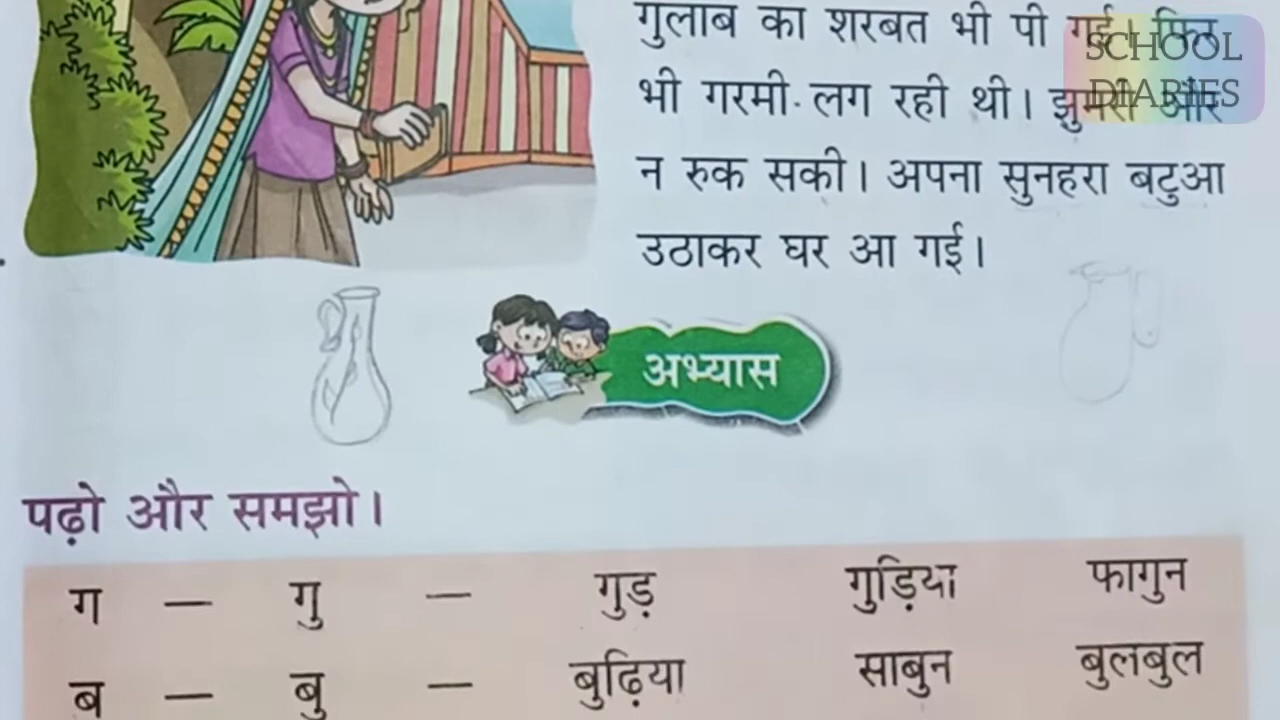 गुलाब का शरबत भी पी गई। फिर
SCHOOL
DIARIES
भी गरमी लग रही थी। झुमरी और
न रुक सकी। अपना सुनहरा बटुआ
उठाकर घर आ गई।
अभ्यास
पढ़ो और समझो।
ग — गु — गुड़ गुड़िया फागुन
ब — बु — बुढ़िया साबुन बुलबुल